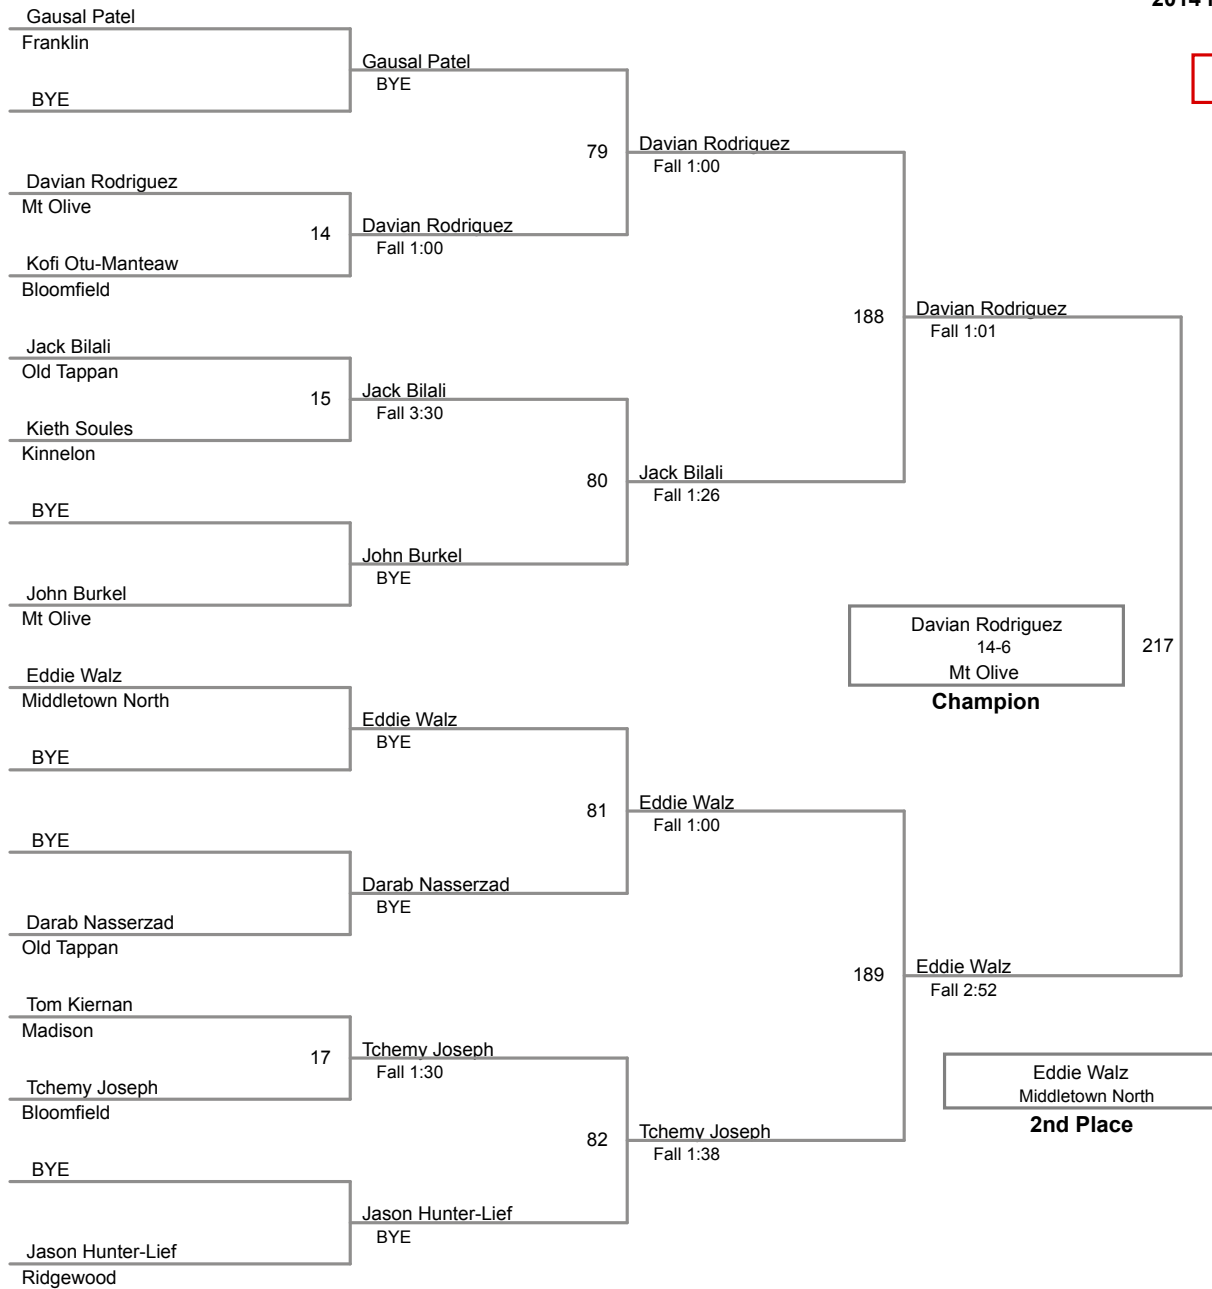 2014
Gausal Patel
Franklin
Gausal Patel
BYE
BYE
79
Davian Rodriguez
Fall 1:00
Davian Rodriguez
Mt Olive
14
Davian Rodriguez
Fall 1:00
Kofi Otu-Manteaw
Bloomfield
188
Davian Rodriguez
Fall 1:01
Jack Bilali
Old Tappan
15
Jack Bilali
Fall 3:30
Kieth Soules
Kinnelon
80
Jack Bilali
Fall 1:26
BYE
John Burkel
BYE
John Burkel
Mt Olive
Davian Rodriguez
14-6
Mt Olive
217
Champion
Eddie Walz
Middletown North
Eddie Walz
BYE
BYE
81
Eddie Walz
Fall 1:00
BYE
Darab Nasserzad
BYE
Darab Nasserzad
Old Tappan
189
Eddie Walz
Fall 2:52
Tom Kiernan
Madison
17
Tchemy Joseph
Fall 1:30
Tchemy Joseph
Bloomfield
Eddie Walz
Middletown North
2nd Place
82
Tchemy Joseph
Fall 1:38
BYE
Jason Hunter-Lief
BYE
Jason Hunter-Lief
Ridgewood